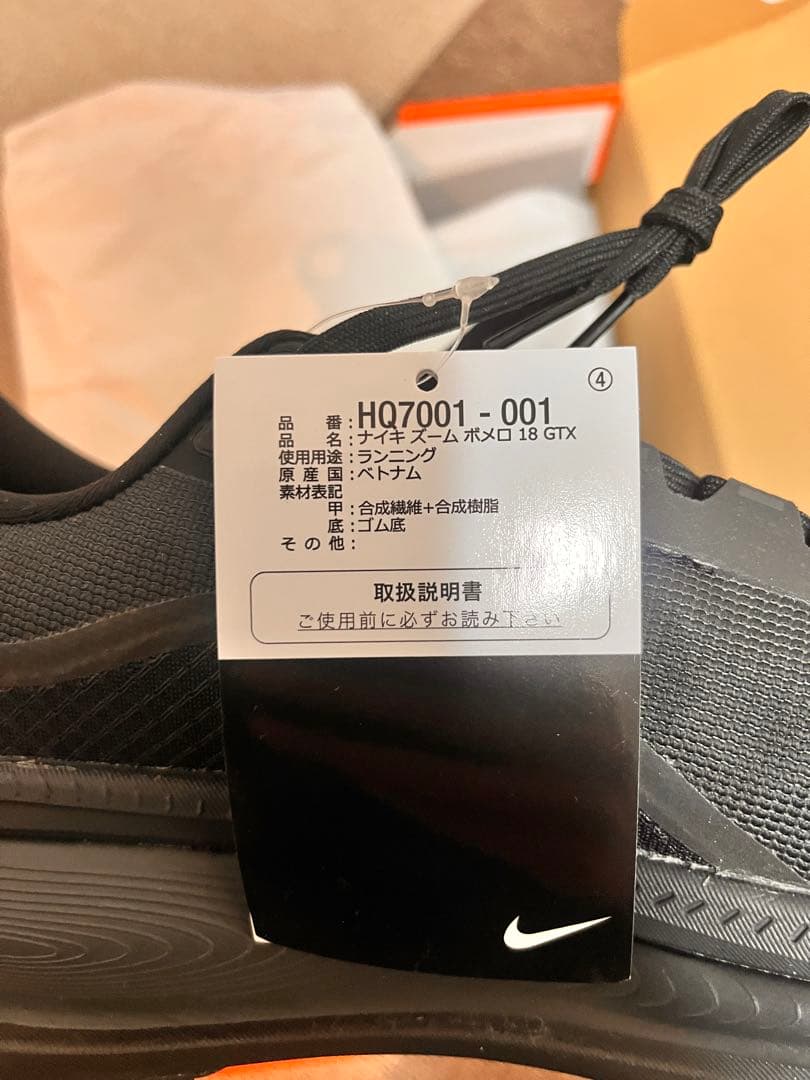 ④
品番:HQ7001-001
品名:ナイキ ズーム ボメロ 18 GTX
使用用途:ランニング
原産国:ベトナム
素材表記
甲:合成繊維+合成樹脂
底:ゴム底
その他:
取扱説明書
ご使用前に必ずお読み下さい